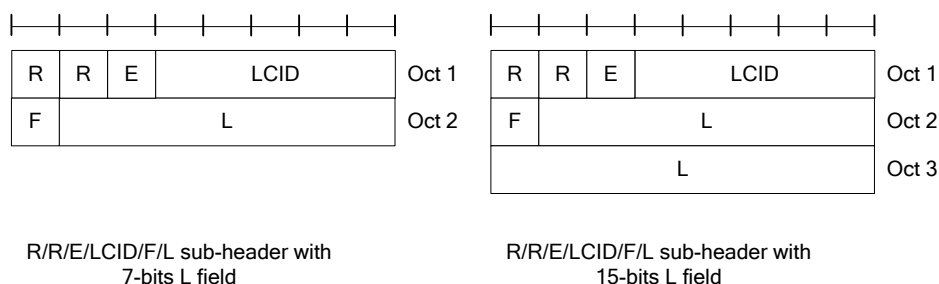 R R E LCID Oct 1
F L Oct 2
R/R/E/LCID/F/L sub-header with
7-bits L field
R R E LCID Oct 1
F L Oct 2
L Oct 3
R/R/E/LCID/F/L sub-header with
15-bits L field